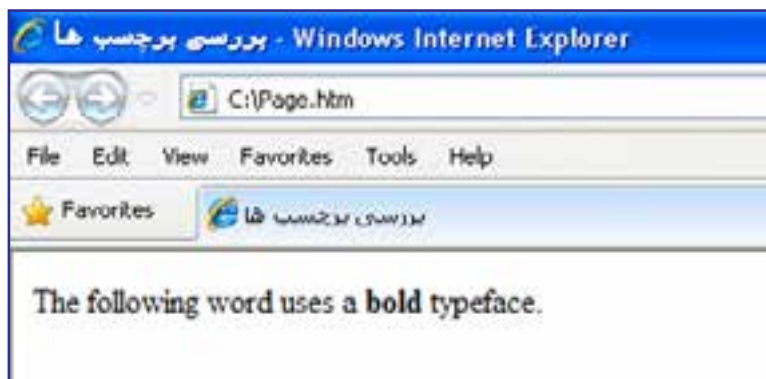 بررسی برچسب ها - Windows Internet Explorer
C:\Page.htm
File Edit View Favorites Tools Help
Favorites بررسی برچسب ها
The following word uses a bold typeface.